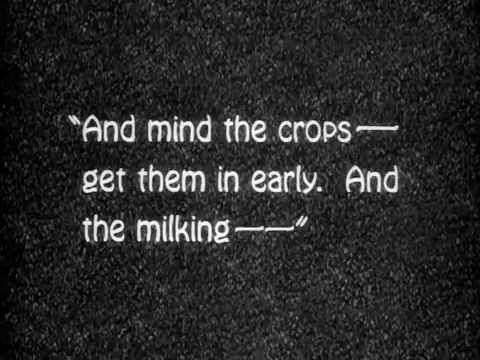 "And mind the crops—
get them in early. And
the milking——"